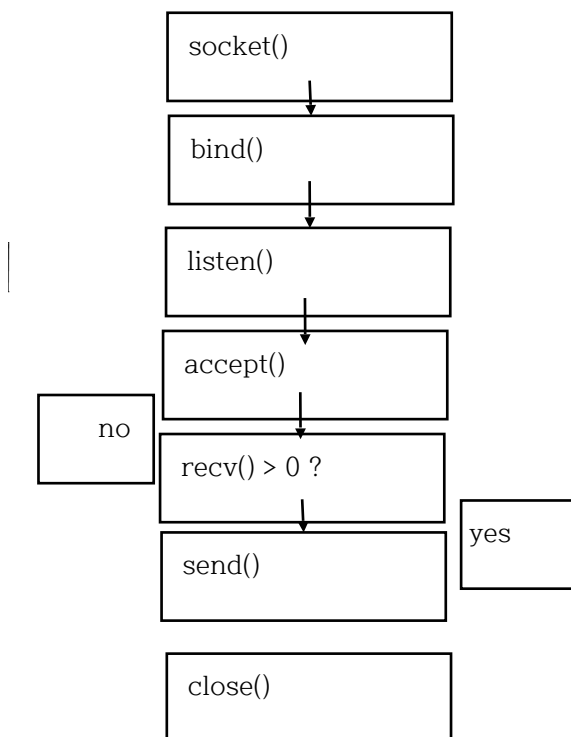 socket()
bind()
listen()
accept()
no
recv() > 0 ?
yes
send()
close()